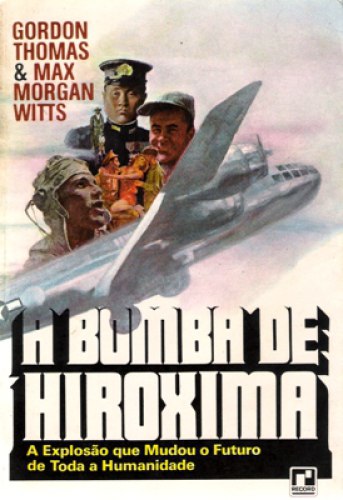 GORDON
THOMAS
& MAX
MORGAN
WITTS
A BOMBA DE
HIROXIMA
A Explosão que Mudou o Futuro
de Toda a Humanidade
RECORD